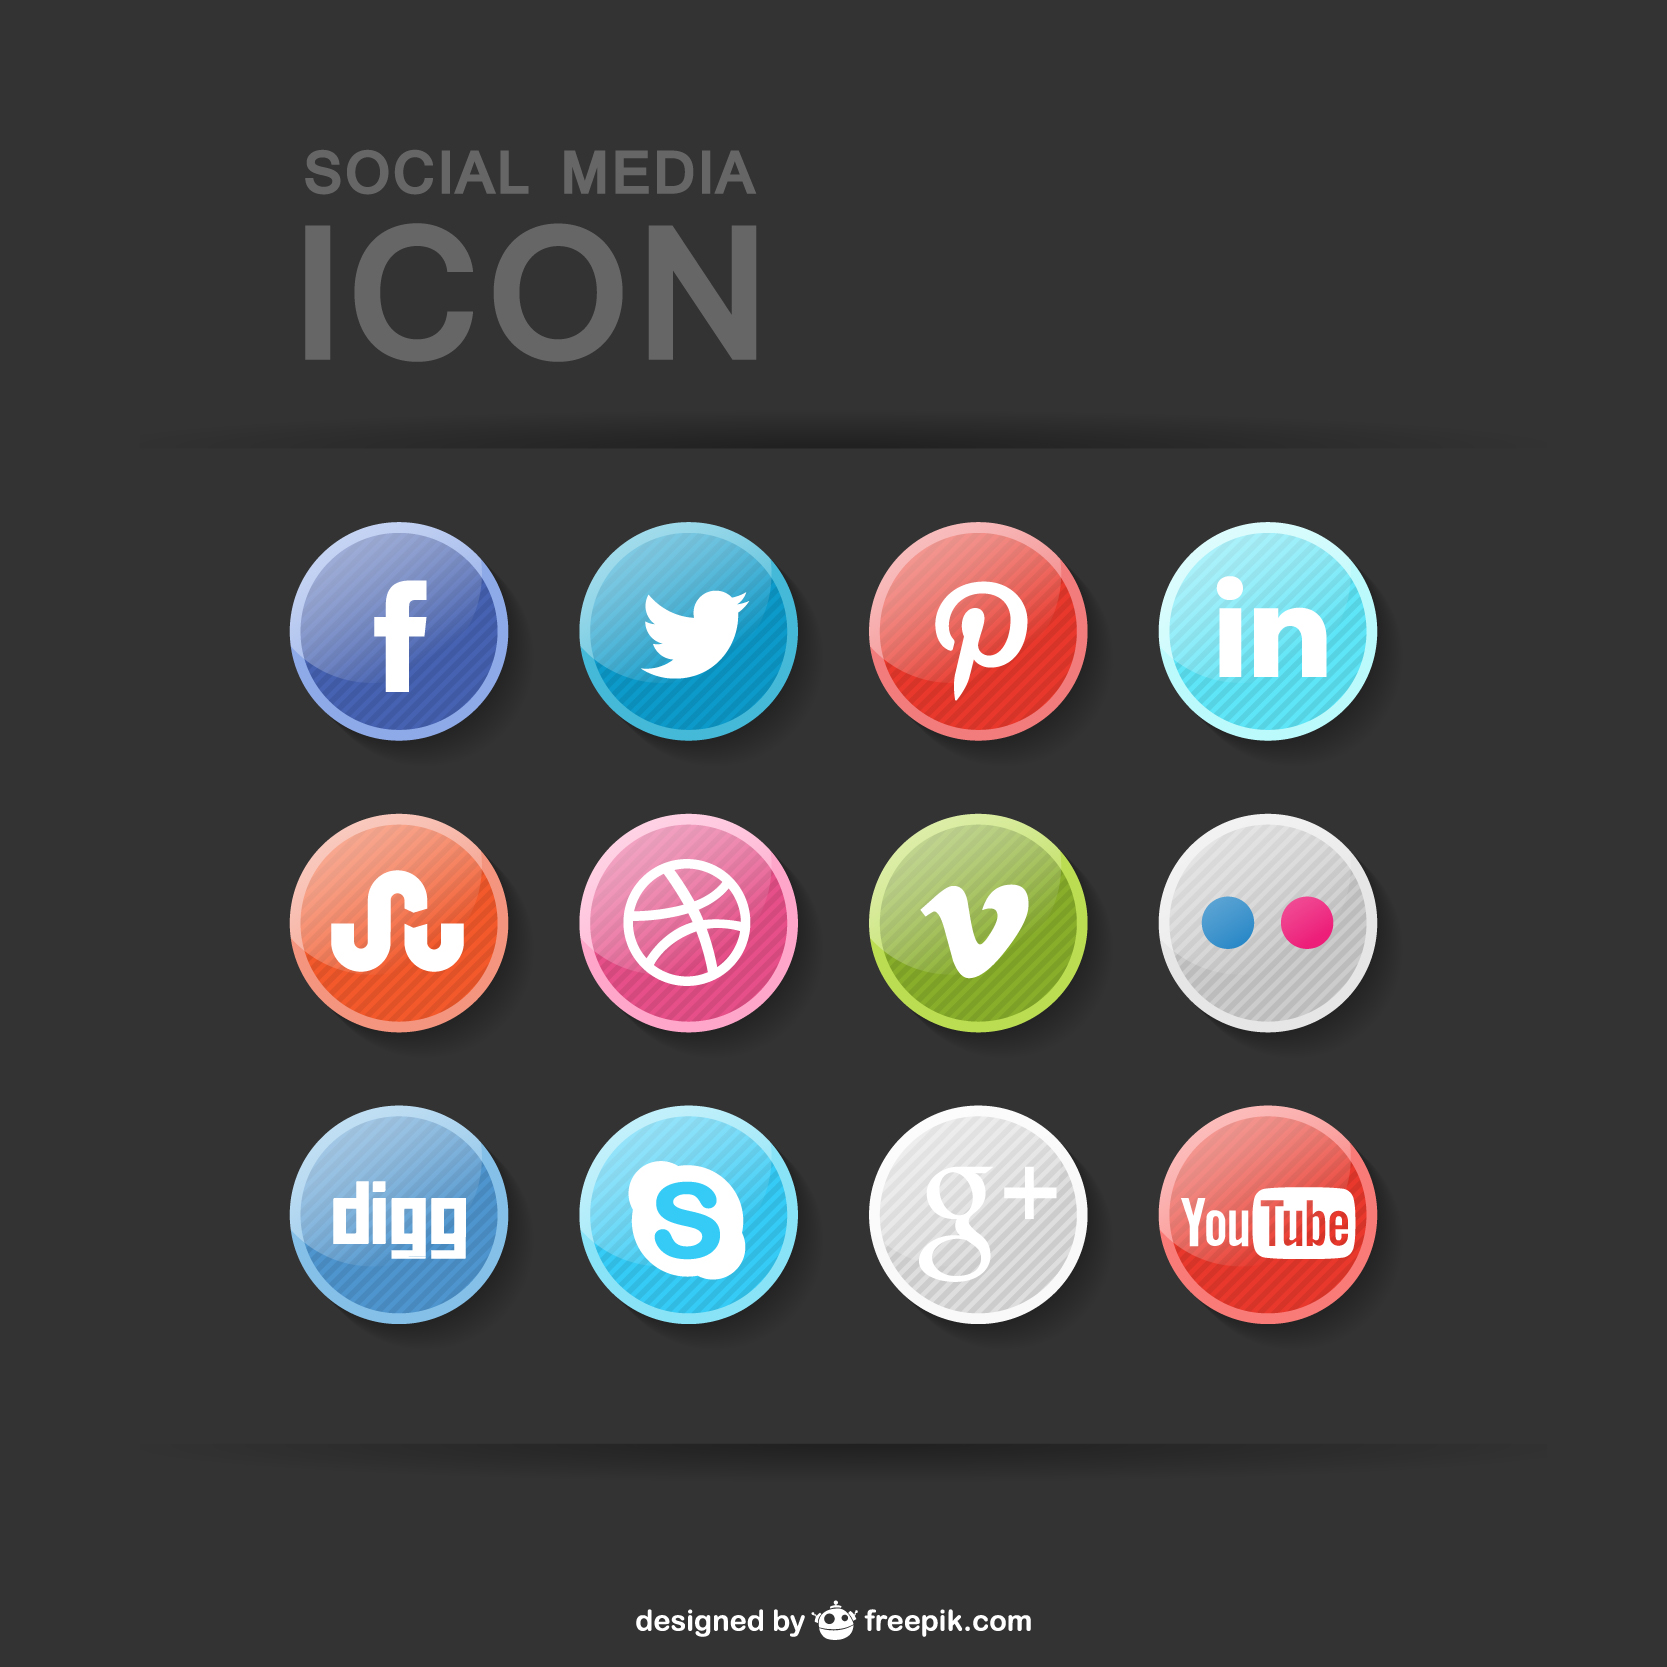 SOCIAL MEDIA
ICON
f
p
in
v
digg
S
g+
YouTube
designed by freepik.com